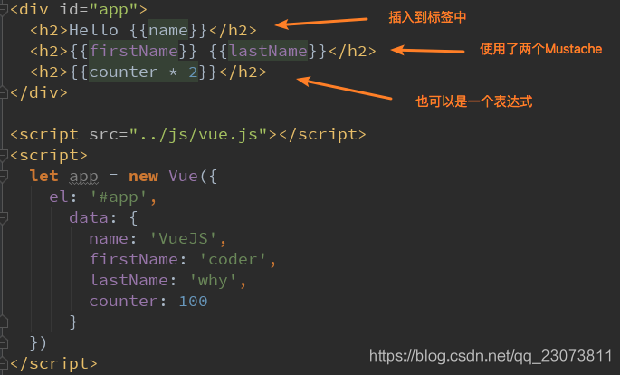 <div id="app">
<h2>Hello {{name}}</h2> 插入到标签中
<h2>{{firstName}} {{lastName}}</h2> 使用了两个Mustache
<h2>{{counter * 2}}</h2>
也可以是一个表达式
</div>
<script src="../js/vue.js"></script>
<script>
let app = new Vue({
el: '#app',
data: {
name: 'VueJS',
firstName: 'coder',
lastName: 'why',
counter: 100
}
})
</script>
https://blog.csdn.net/qq_23073811